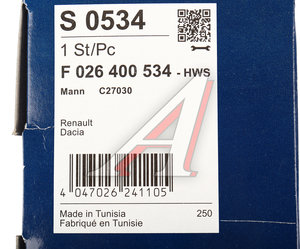 S 0534
1 St/Pc
F 026 400 534 - HWS
Mann C27030
Renault
Dacia
4 047026 241105
Made in Tunisia 250
Fabriqué en Tunisie